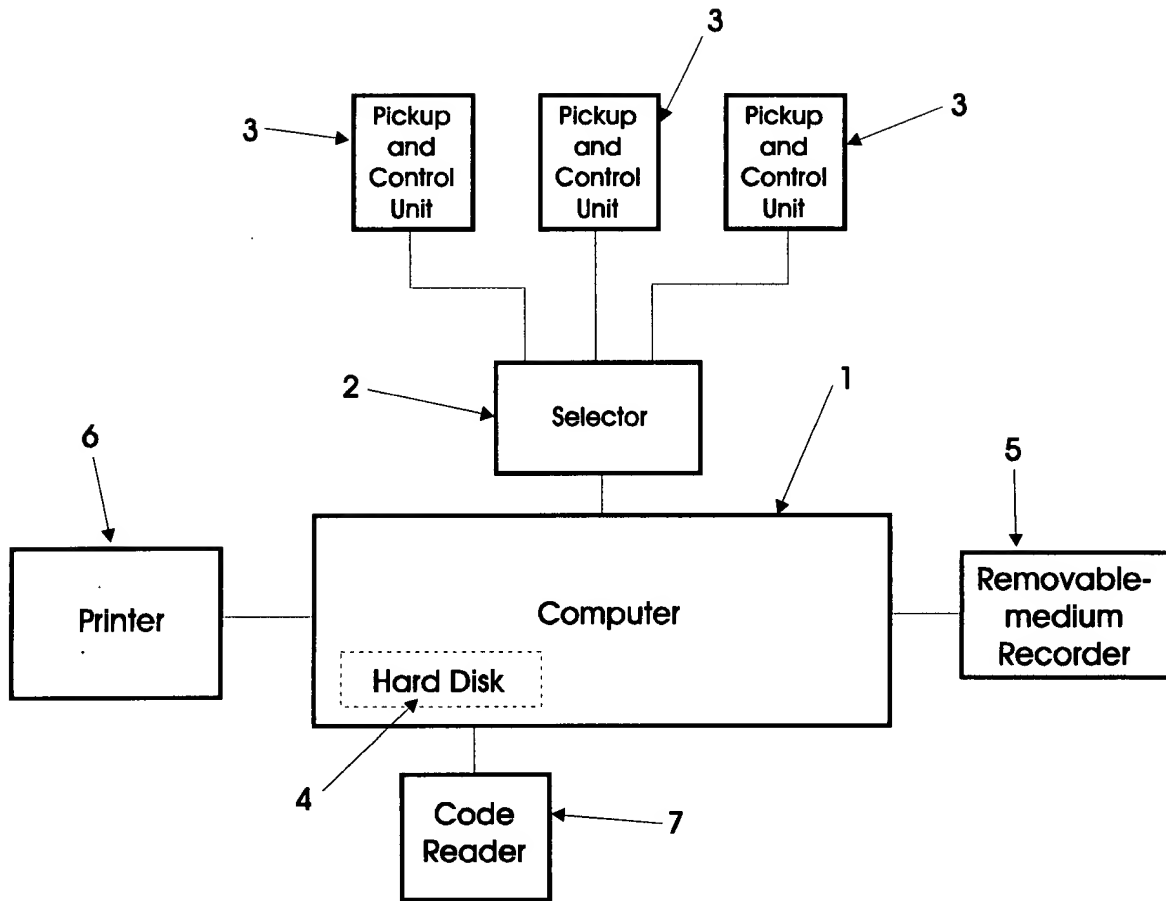 3
3
3
Pickup
and
Control
Unit
Pickup
and
Control
Unit
Pickup
and
Control
Unit
2
Selector
1
6
5
Printer
Computer
Removable-
medium
Recorder
Hard Disk
4
Code
Reader
7